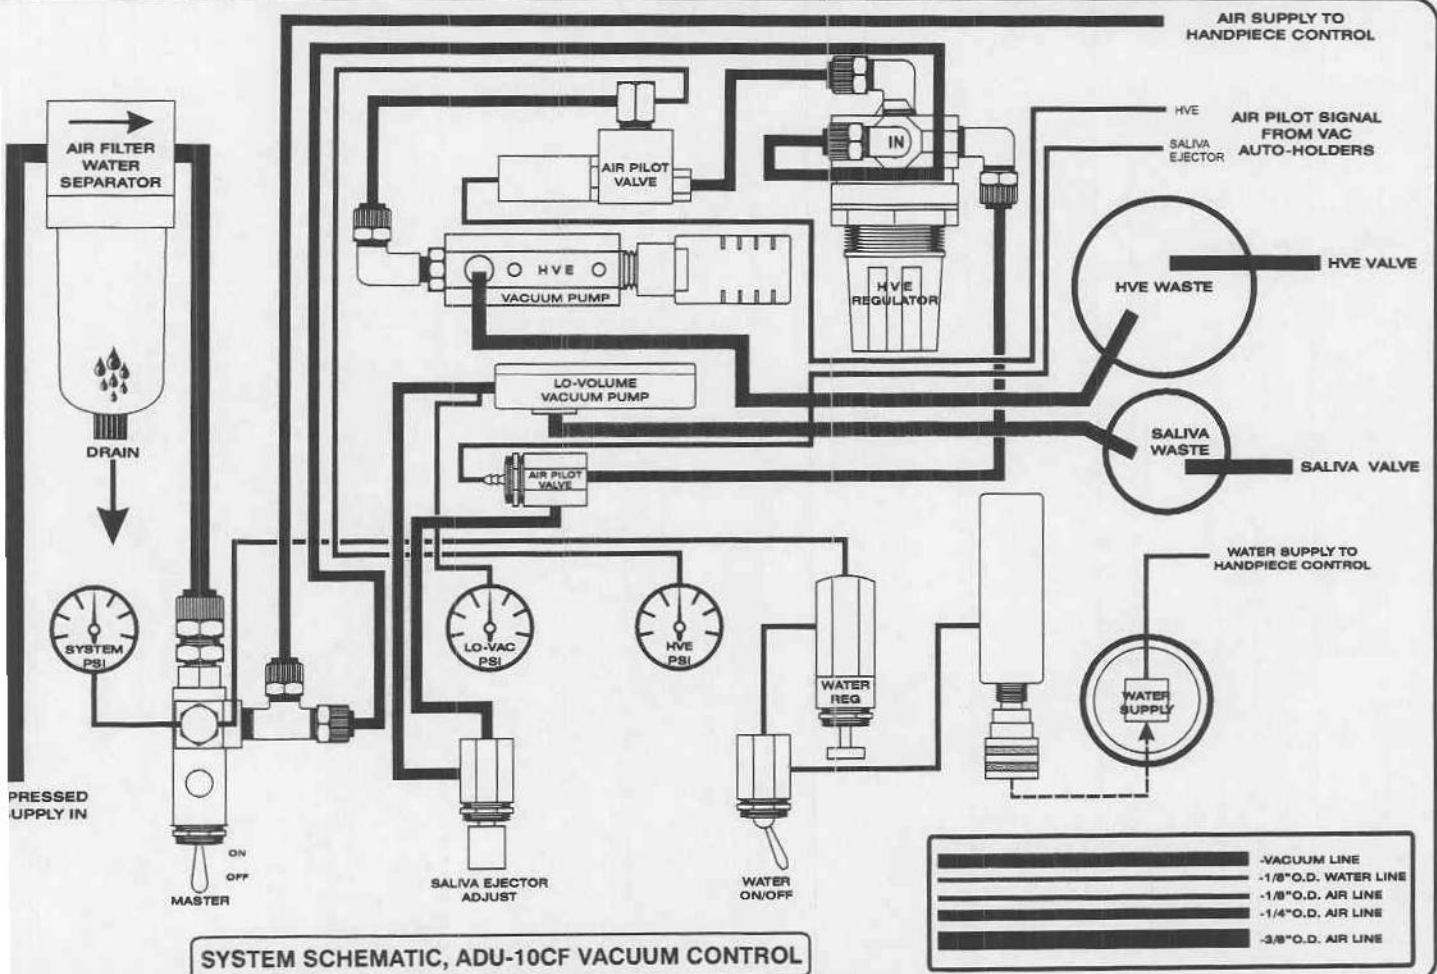 AIR SUPPLY TO
HANDPIECE CONTROL
HVE
AIR PILOT SIGNAL
FROM VAC
AUTO-HOLDERS
SALIVA
EJECTOR
AIR FILTER
WATER
SEPARATOR
AIR PILOT
VALVE
IN
HVE
VACUUM PUMP
HVE
REGULATOR
HVE WASTE
HVE VALVE
LO-VOLUME
VACUUM PUMP
DRAIN
SALIVA
WASTE
SALIVA VALVE
AIR PILOT
VALVE
WATER SUPPLY TO
HANDPIECE CONTROL
SYSTEM
PSI
LO-VAC
PSI
HVE
PSI
WATER
REG
WATER
SUPPLY
PRESSED
UPPLY IN
ON
OFF
MASTER
SALIVA EJECTOR
ADJUST
WATER
ON/OFF
-VACUUM LINE
-1/8"O.D. WATER LINE
-1/8"O.D. AIR LINE
-1/4"O.D. AIR LINE
-3/8"O.D. AIR LINE
SYSTEM SCHEMATIC, ADU-10CF VACUUM CONTROL